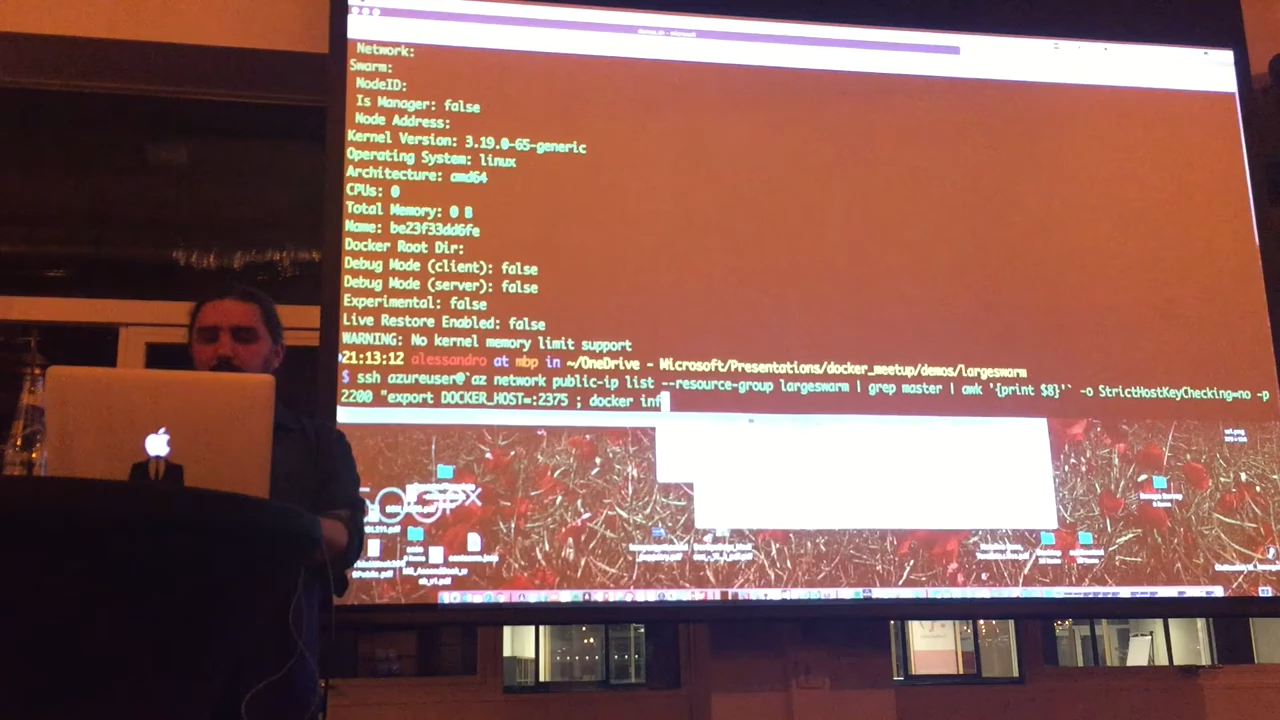 Network:
Swarm:
NodeID:
Is Manager: false
Node Address:
Kernel Version: 3.19.0-65-generic
Operating System: linux
Architecture: amd64
CPUs: 0
Total Memory: 0 B
Name: be23f33dd6fe
Docker Root Dir:
Debug Mode (client): false
Debug Mode (server): false
Experimental: false
Live Restore Enabled: false
WARNING: No kernel memory limit support
21:13:12 alessandro at mbp in ~/OneDrive - Microsoft/Presentations/docker_meetup/demos/largeswarm
$ ssh azureuser@`az network public-ip list --resource-group largeswarm | grep master | awk '{print $8}'` -o StrictHostKeyChecking=no -p
2200 "export DOCKER_HOST=:2375 ; docker inf